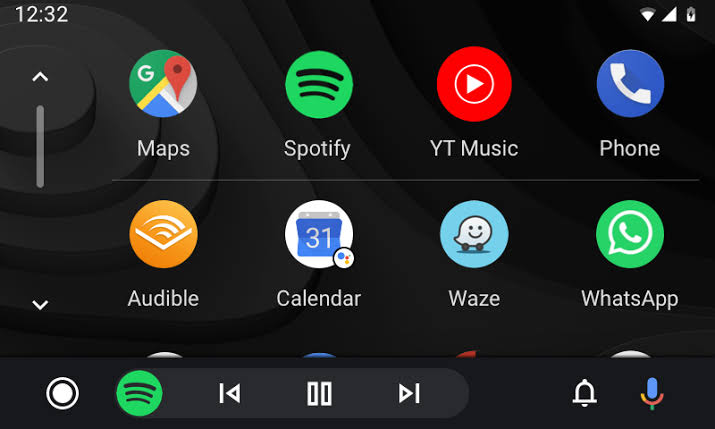 12:32
G
Maps
Spotify
YT Music
Phone
31
Audible
Calendar
Waze
WhatsApp